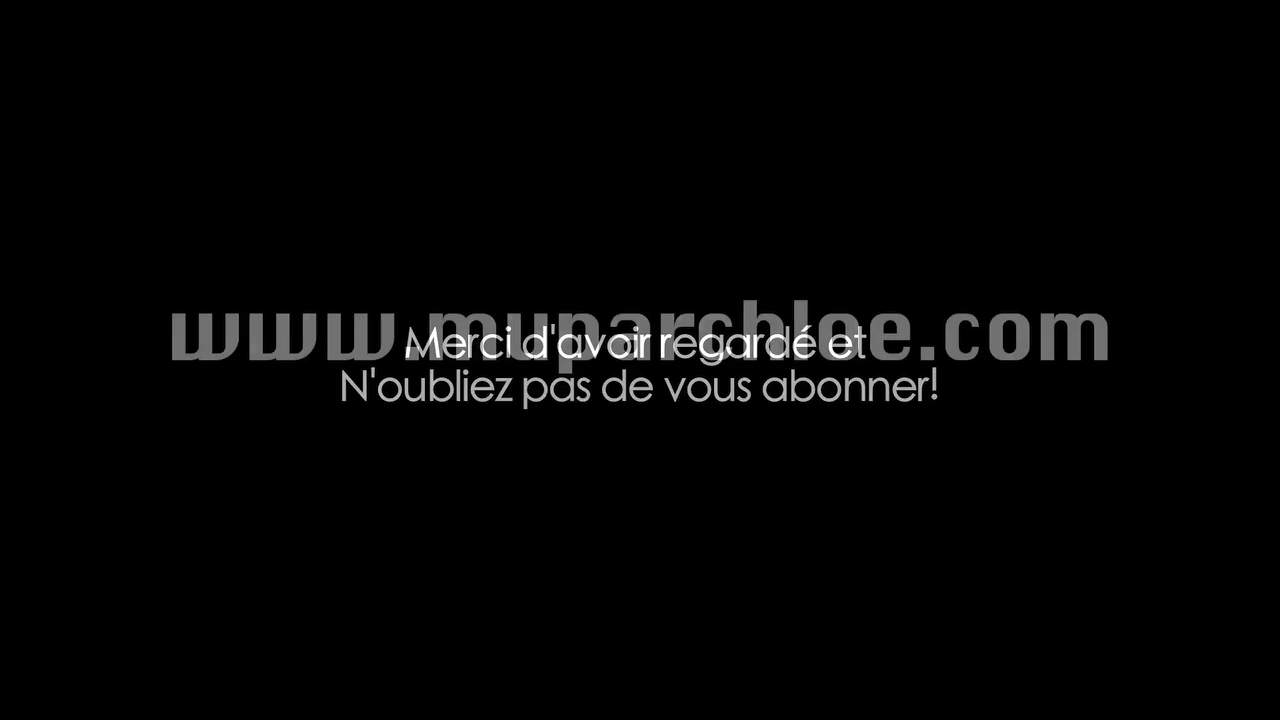 www.muparchloe.com
Merci d'avoir regardé et
N'oubliez pas de vous abonner!